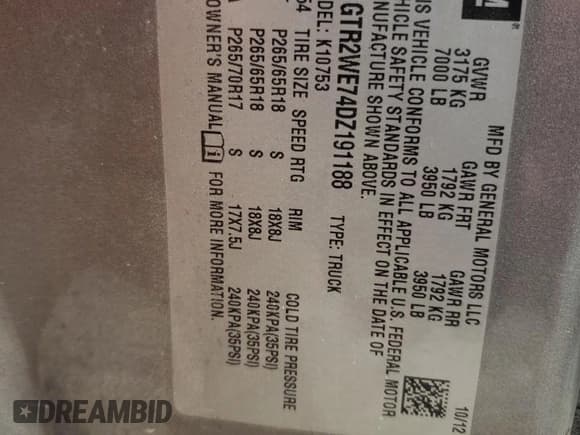 GM
MFD BY GENERAL MOTORS LLC
10/12
GVWR GAWR FRT GAWR RR
3175 KG 1792 KG 1792 KG
7000 LB 3950 LB 3950 LB
IS VEHICLE CONFORMS TO ALL APPLICABLE U.S. FEDERAL MOTOR
HICLE SAFETY STANDARDS IN EFFECT ON THE DATE OF
NUFACTURE SHOWN ABOVE.
GTR2WE74DZ191188 TYPE: TRUCK
DEL: K10753
TIRE SIZE SPEED RTG RIM COLD TIRE PRESSURE
P265/65R18 S 18X8J 240KPA(35PSI)
P265/65R18 S 18X8J 240KPA(35PSI)
P265/70R17 S 17X7.5J 240KPA(35PSI)
OWNER'S MANUAL i FOR MORE INFORMATION.
DREAMBID